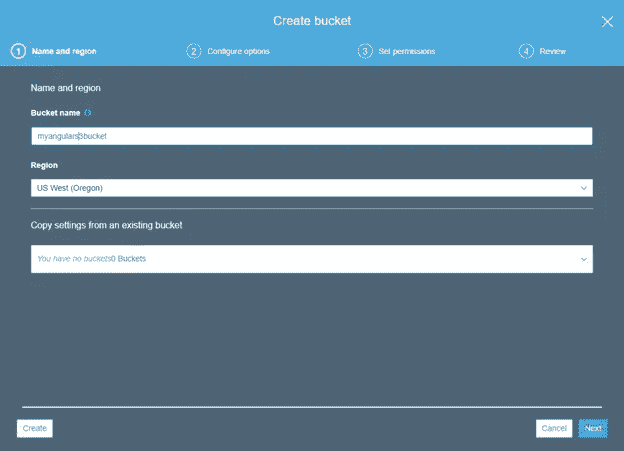 Create bucket
1 Name and region
2 Configure options
3 Set permissions
4 Review
Name and region
Bucket name
myangulars3bucket
Region
US West (Oregon)
Copy settings from an existing bucket
You have no buckets0 Buckets
Create
Cancel
Next